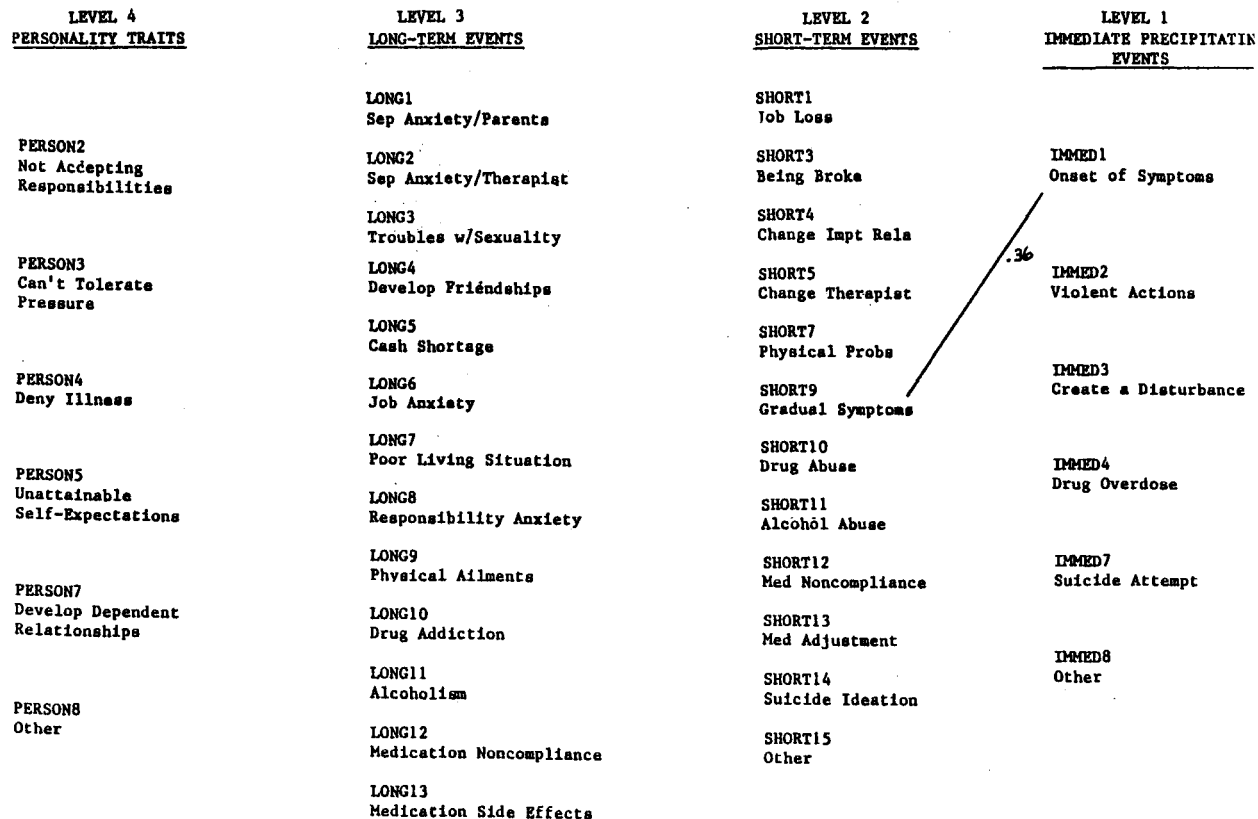 LEVEL 4
PERSONALITY TRAITS
PERSON2
Not Accepting
Responsibilities
PERSON3
Can't Tolerate
Pressure
PERSON4
Deny Illness
PERSON5
Unattainable
Self-Expectations
PERSON7
Develop Dependent
Relationships
PERSON8
Other
LEVEL 3
LONG-TERM EVENTS
LONG1
Sep Anxiety/Parents
LONG2
Sep Anxiety/Therapist
LONG3
Troubles w/Sexuality
LONG4
Develop Friendships
LONG5
Cash Shortage
LONG6
Job Anxiety
LONG7
Poor Living Situation
LONG8
Responsibility Anxiety
LONG9
Physical Ailments
LONG10
Drug Addiction
LONG11
Alcoholism
LONG12
Medication Noncompliance
LONG13
Medication Side Effects
LEVEL 2
SHORT-TERM EVENTS
SHORT1
Job Loss
SHORT3
Being Broke
SHORT4
Change Impt Rela
SHORT5
Change Therapist
SHORT7
Physical Probs
SHORT9
Gradual Symptoms
SHORT10
Drug Abuse
SHORT11
Alcohol Abuse
SHORT12
Med Noncompliance
SHORT13
Med Adjustment
SHORT14
Suicide Ideation
SHORT15
Other
.36
LEVEL 1
IMMEDIATE PRECIPITATIN
EVENTS
IMMED1
Onset of Symptoms
IMMED2
Violent Actions
IMMED3
Create a Disturbance
IMMED4
Drug Overdose
IMMED7
Suicide Attempt
IMMED8
Other